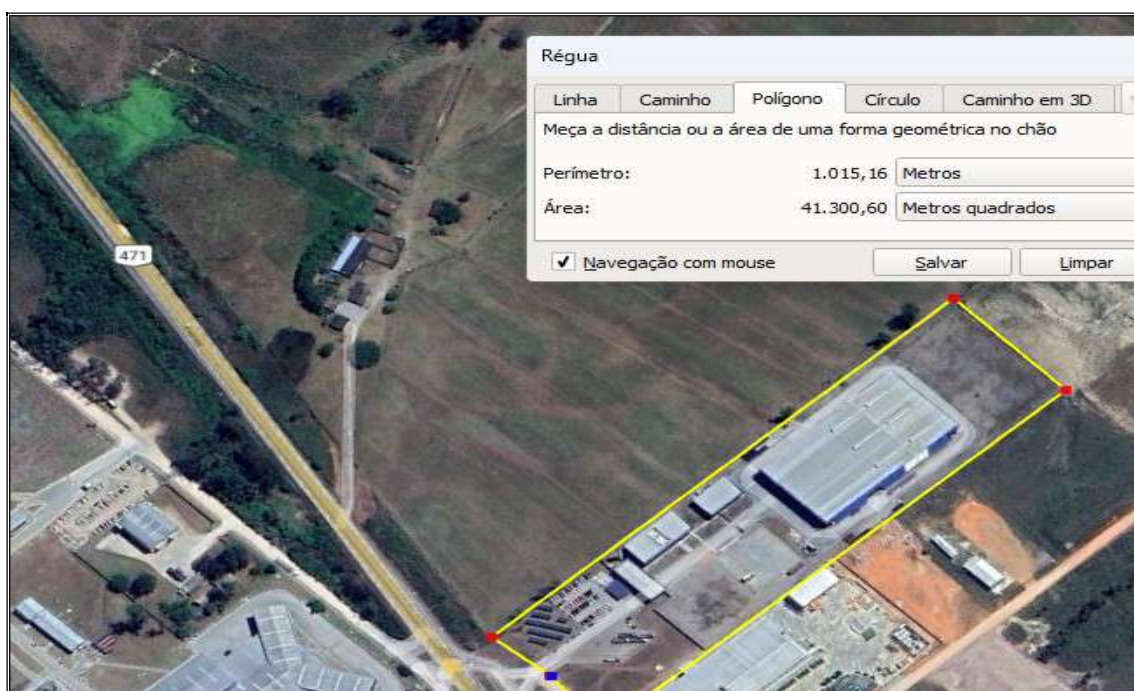 Régua
Linha Caminho Polígono Círculo Caminho em 3D
Meça a distância ou a área de uma forma geométrica no chão
Perímetro: 1.015,16 Metros
Área: 41.300,60 Metros quadrados
Navegação com mouse Salvar Limpar
471